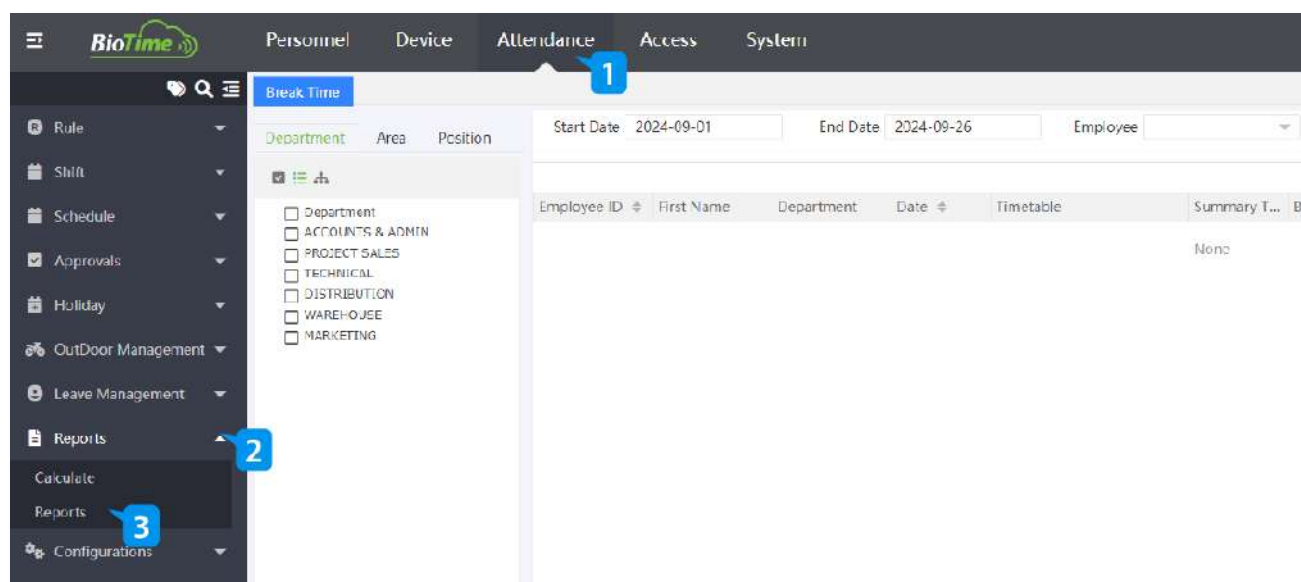 BioTime
Personnel Device Attendance Access System
1
Break Time
Rule
Department Area Position
Start Date 2024-09-01 End Date 2024-09-26 Employee
Shift
Schedule
Employee ID First Name Department Date Timetable Summary T... B
Department
ACCOUNTS & ADMIN
PROJECT SALES
TECHNICAL
DISTRIBUTION
WAREHOUSE
MARKETING
None
Approvals
Holiday
OutDoor Management
Leave Management
Reports
2
Calculate
Reports
3
Configurations